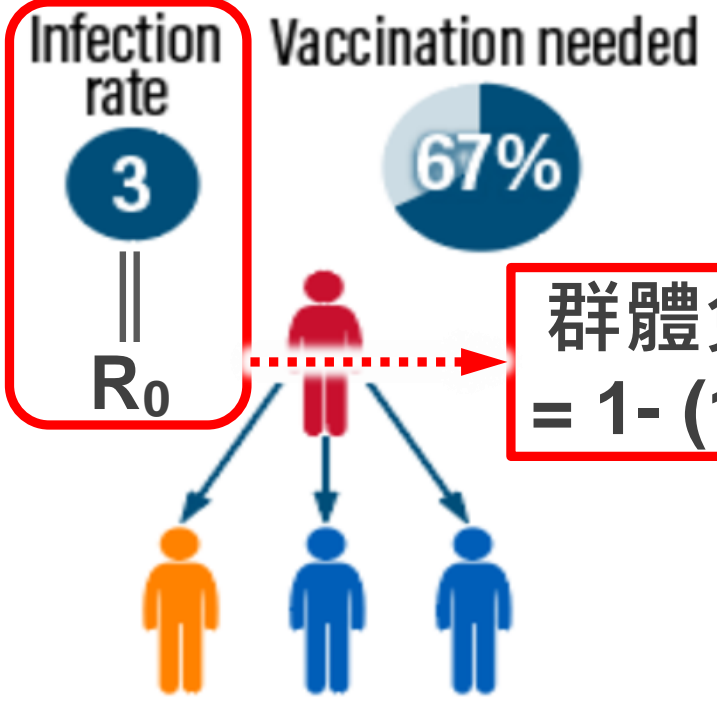 Infection
rate
Vaccination needed
3
67%
R₀
群體
= 1- (